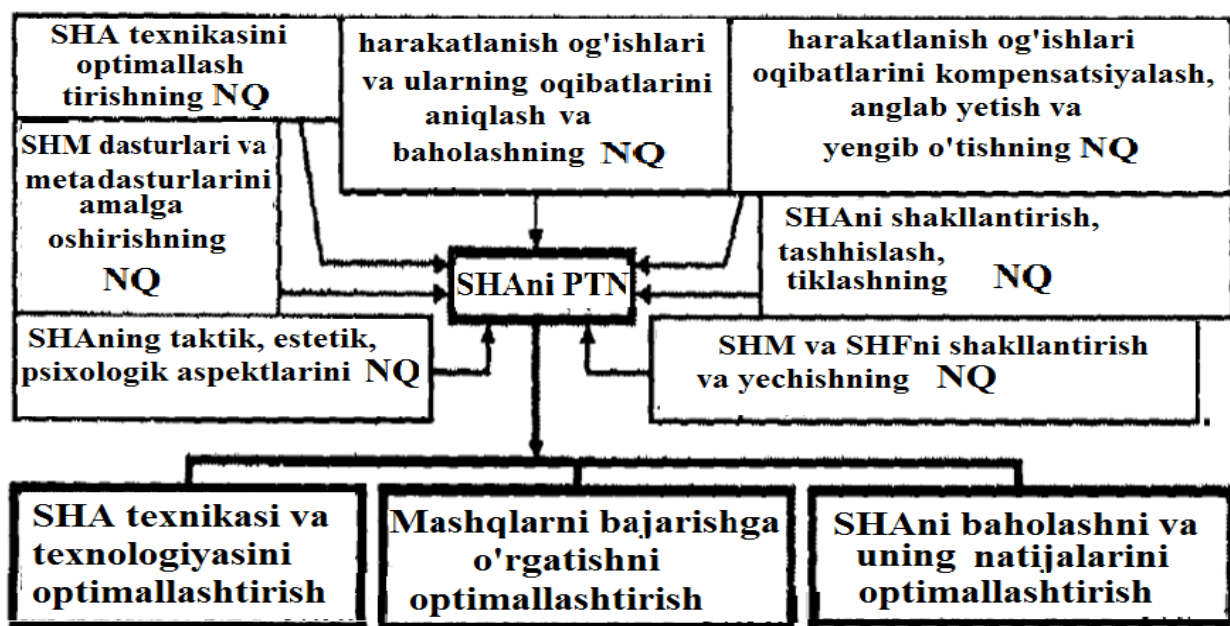 SHA texnikasini
optimallash
tirishning NQ
harakatlanish og'ishlari
va ularning oqibatlarini
aniqlash va
baholashning NQ
harakatlanish og'ishlari
oqibatlarini kompensatsiyalash,
anglab yetish va
yengib o'tishning NQ
SHM dasturlari va
metadasturlarini
amalga
oshirishning
NQ
SHAni PTN
SHAni shakllantirish,
tashhislash,
tiklashning NQ
SHAning taktik, estetik,
psixologik aspektlarini NQ
SHM va SHFni shakllantirish
va yechishning NQ
SHA texnikasi va
texnologiyasini
optimallashtirish
Mashqlarni bajarishga
o'rgatishni
optimallashtirish
SHAni baholashni va
uning natijalarini
optimallashtirish